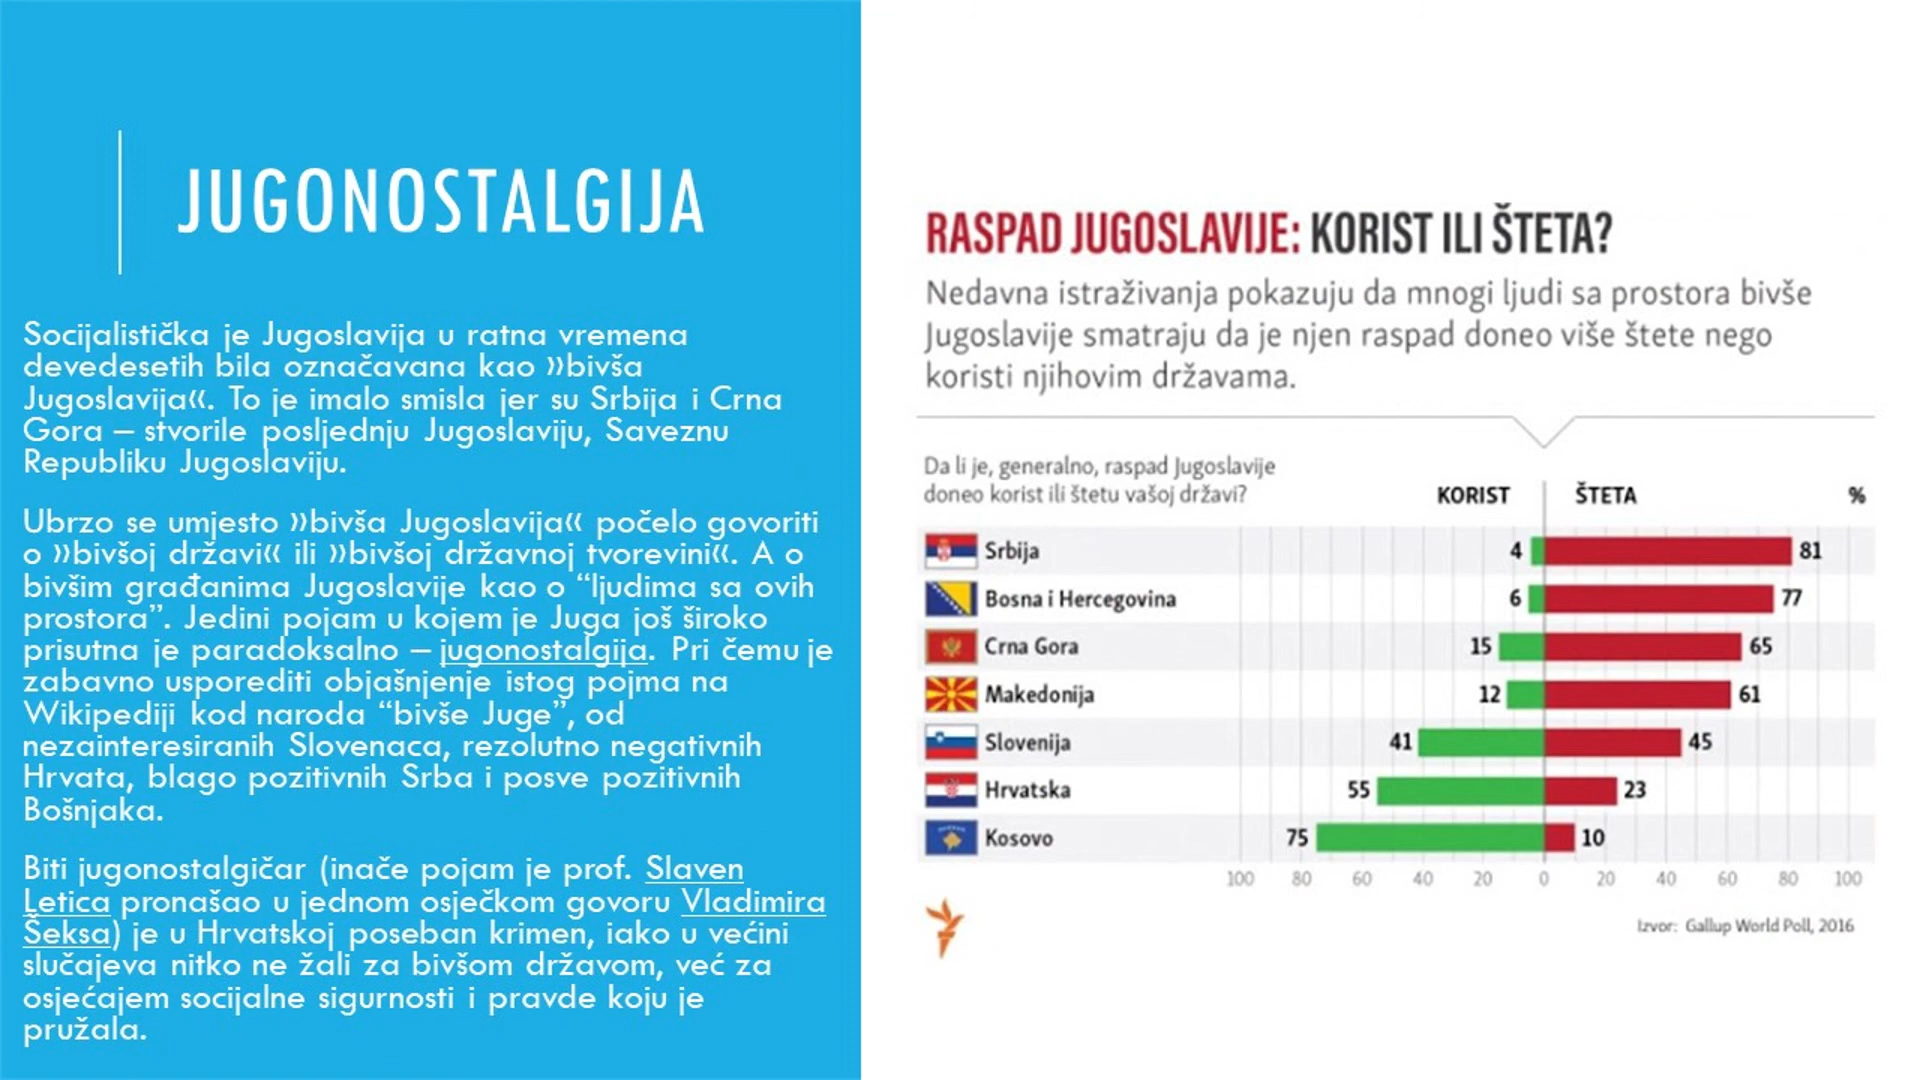 JUGONOSTALGIJA
Socijalistička je Jugoslavija u ratna vremena
devedesetih bila označavana kao »bivša
Jugoslavija«. To je imalo smisla jer su Srbija i Crna
Gora – stvorile posljednju Jugoslaviju, Saveznu
Republiku Jugoslaviju.
Ubrzo se umjesto »bivša Jugoslavija« počelo govoriti
o »bivšoj državi« ili »bivšoj državnoj tvorevini«. A o
bivšim građanima Jugoslavije kao o “ljudima sa ovih
prostora”. Jedini pojam u kojem je Juga još široko
prisutna je paradoksalno – jugonostalgija. Pri čemu je
zabavno usporediti objašnjenje istog pojma na
Wikipediji kod naroda “bivše Juge”, od
nezainteresiranih Slovenaca, rezolutno negativnih
Hrvata, blago pozitivnih Srba i posve pozitivnih
Bošnjaka.
Biti jugonostalgičar (inače pojam je prof. Slaven
Letica pronašao u jednom osječkom govoru Vladimira
Šeksa) je u Hrvatskoj poseban krimen, iako u većini
slučajeva nitko ne žali za bivšom državom, već za
osjećajem socijalne sigurnosti i pravde koju je
pružala.
RASPAD JUGOSLAVIJE: KORIST ILI ŠTETA?
Nedavna istraživanja pokazuju da mnogi ljudi sa prostora bivše
Jugoslavije smatraju da je njen raspad doneo više štete nego
koristi njihovim državama.
Da li je, generalno, raspad Jugoslavije
doneo korist ili štetu vašoj državi?
KORIST ŠTETA %
Srbija 4 81
Bosna i Hercegovina 6 77
Crna Gora 15 65
Makedonija 12 61
Slovenija 41 45
Hrvatska 55 23
Kosovo 75 10
100 80 60 40 20 0 20 40 60 80 100
Izvor: Gallup World Poll, 2016